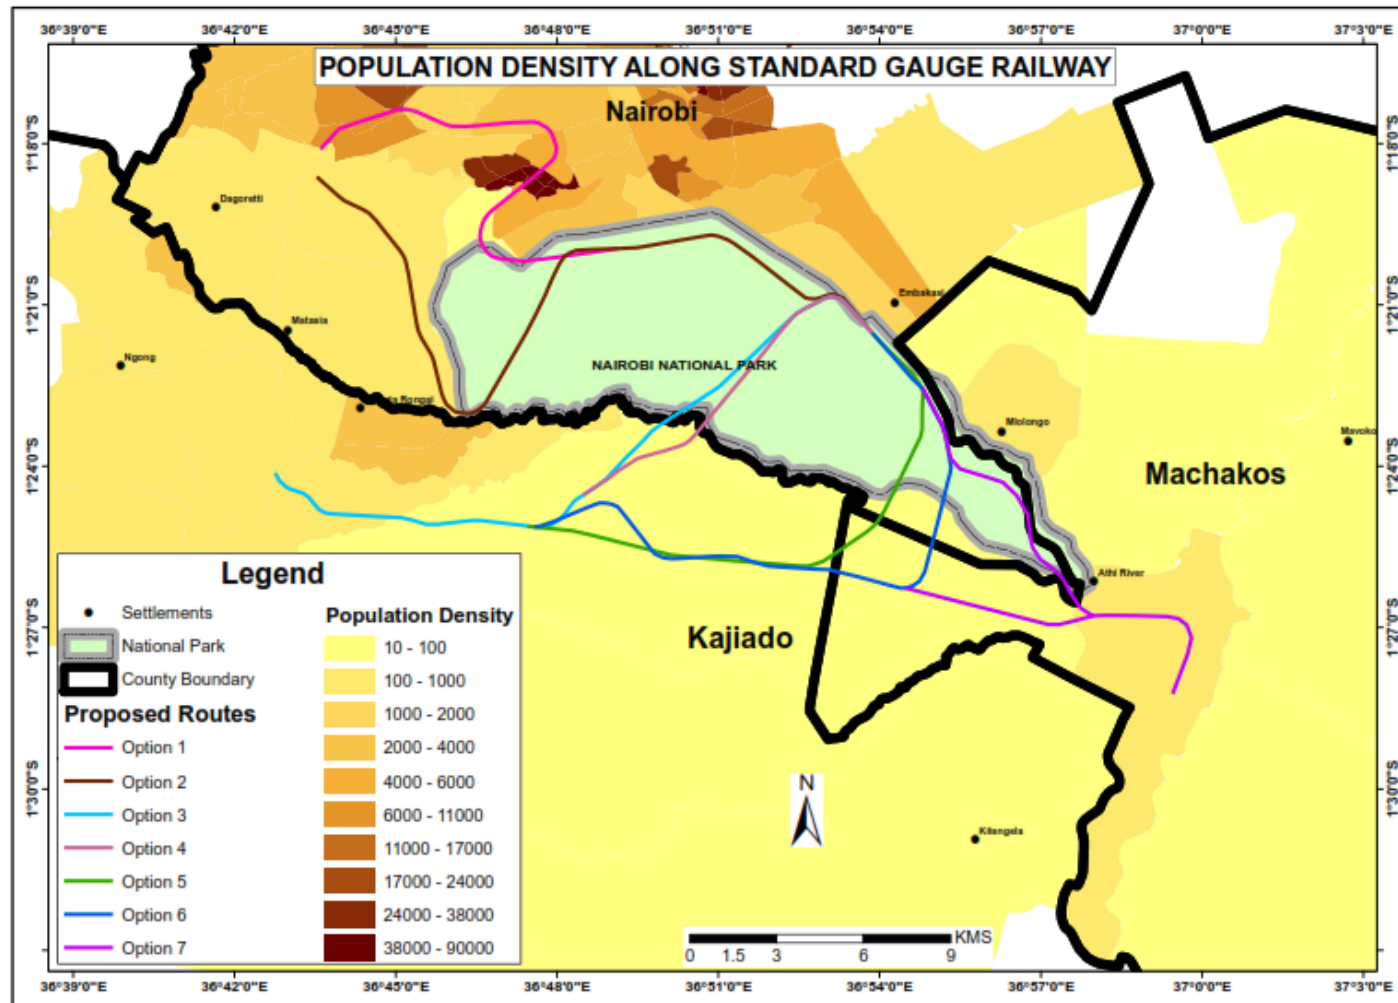 36°39'0"E 36°42'0"E 36°45'0"E 36°48'0"E 36°51'0"E 36°54'0"E 36°57'0"E 37°0'0"E 37°3'0"E
POPULATION DENSITY ALONG STANDARD GAUGE RAILWAY
Nairobi
1°18'0"S 1°18'0"S
Dagoretti
1°21'0"S 1°21'0"S
Embakasi
Matasia
Ngong
NAIROBI NATIONAL PARK
Rongai
Mlolongo
Mavoko
1°24'0"S 1°24'0"S
Machakos
Athi River
Kajiado
1°27'0"S 1°27'0"S
Legend
Settlements
National Park
County Boundary
Proposed Routes
Option 1
Option 2
Option 3
Option 4
Option 5
Option 6
Option 7
Population Density
10 - 100
100 - 1000
1000 - 2000
2000 - 4000
4000 - 6000
6000 - 11000
11000 - 17000
17000 - 24000
24000 - 38000
38000 - 90000
N
1°30'0"S 1°30'0"S
Kitengela
KMS
0 1.5 3 6 9
36°39'0"E 36°42'0"E 36°45'0"E 36°48'0"E 36°51'0"E 36°54'0"E 36°57'0"E 37°0'0"E 37°3'0"E